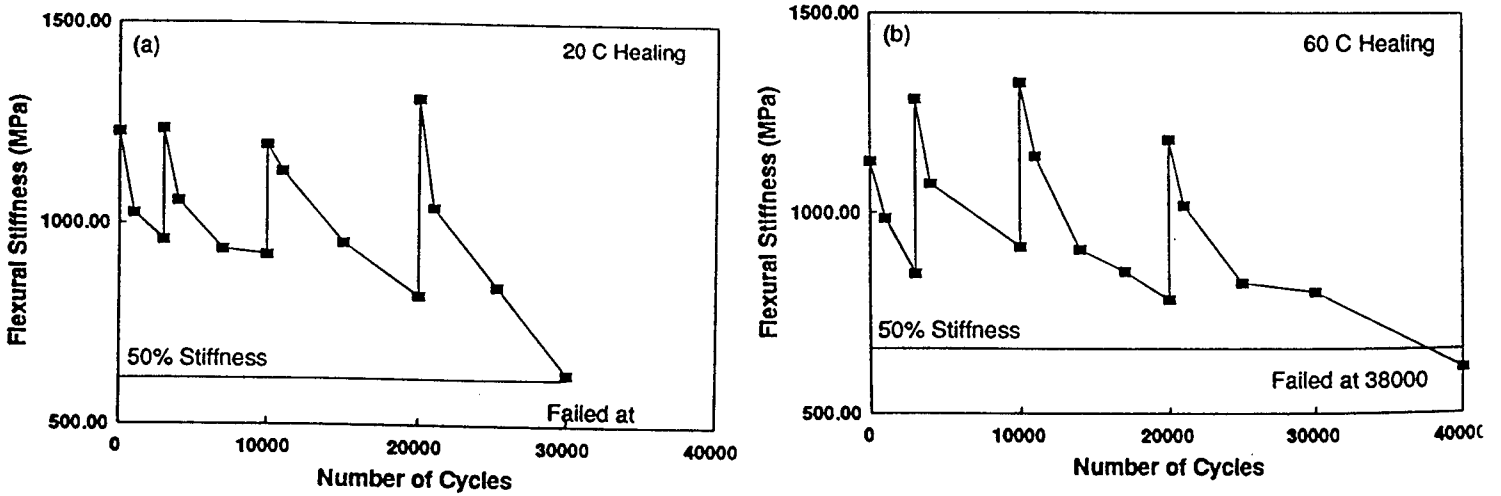 1500.00
(a)
20 C Healing
1000.00
Flexural Stiffness (MPa)
50% Stiffness
500.00
Failed at
0
10000
20000
30000
40000
Number of Cycles
1500.00
(b)
60 C Healing
1000.00
Flexural Stiffness (MPa)
50% Stiffness
Failed at 38000
500.00
0
10000
20000
30000
4000
Number of Cycles